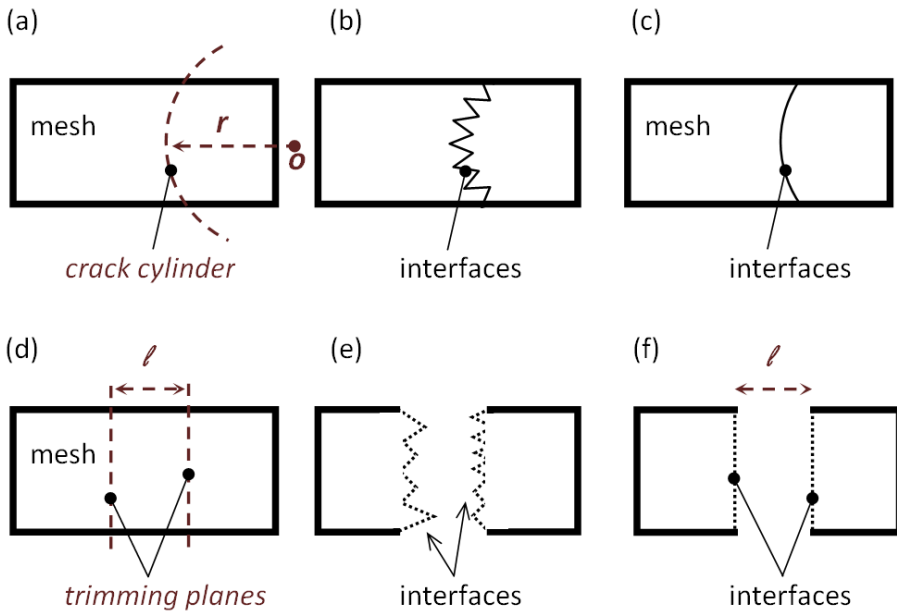 (a)
(b)
(c)
mesh
r
o
mesh
crack cylinder
interfaces
interfaces
(d)
(e)
(f)
ℓ
ℓ
mesh
trimming planes
interfaces
interfaces